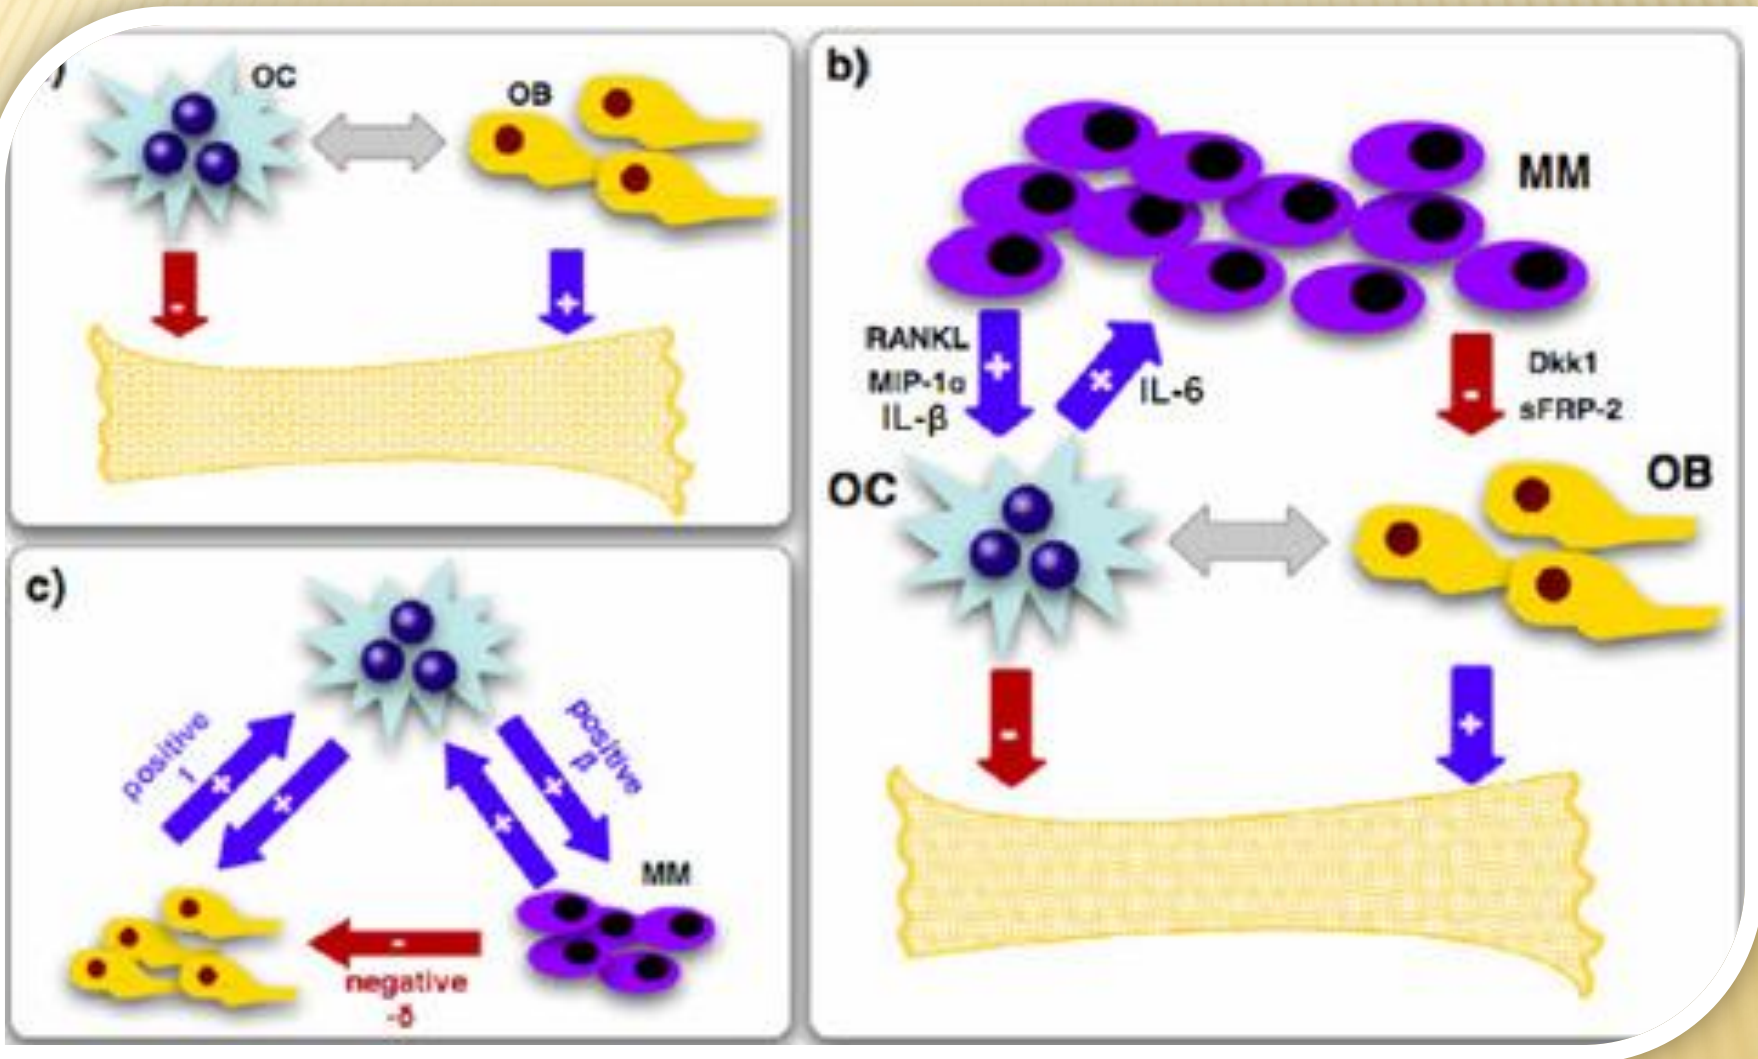 )
OC
OB
-
+
b)
MM
RANKL
MIP-1α
IL-β
+
+
IL-6
-
Dkk1
sFRP-2
OC
OB
-
+
c)
positive
+
+
positive
β
+
+
MM
-
negative
-δ